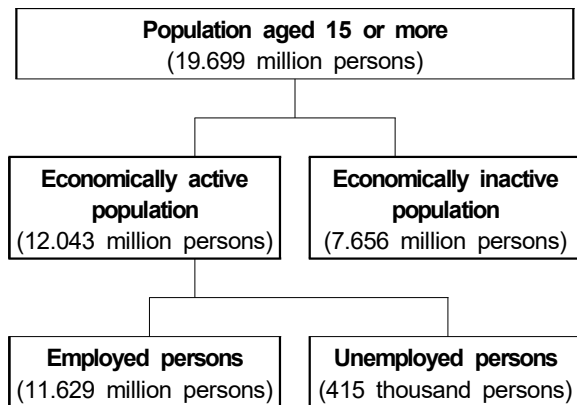 Population aged 15 or more
(19.699 million persons)
Economically active
population
(12.043 million persons)
Economically inactive
population
(7.656 million persons)
Employed persons
(11.629 million persons)
Unemployed persons
(415 thousand persons)